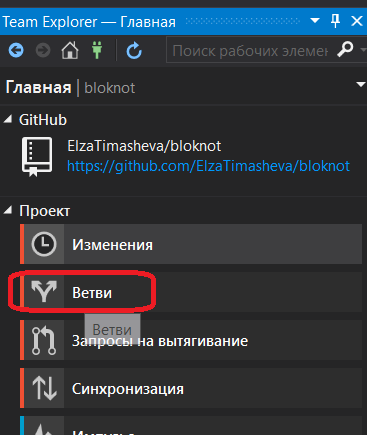 Team Explorer — Главная
Поиск рабочих элемен
Главная | bloknot
GitHub
ElzaTimasheva/bloknot
https://github.com/ElzaTimasheva/bloknot
Проект
Изменения
Ветви
Ветви
Запросы на вытягивание
Синхронизация